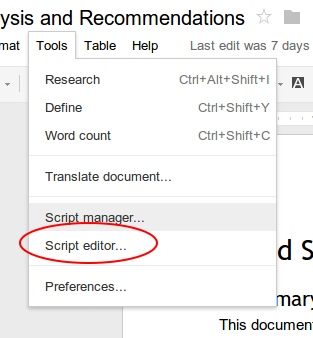 ysis and Recommendations
mat Tools Table Help Last edit was 7 days
A
Research Ctrl+Alt+Shift+I
Define Ctrl+Shift+Y
Word count Ctrl+Shift+C
Translate document...
Script manager...
Script editor...
Preferences...
d S
mary
This documen